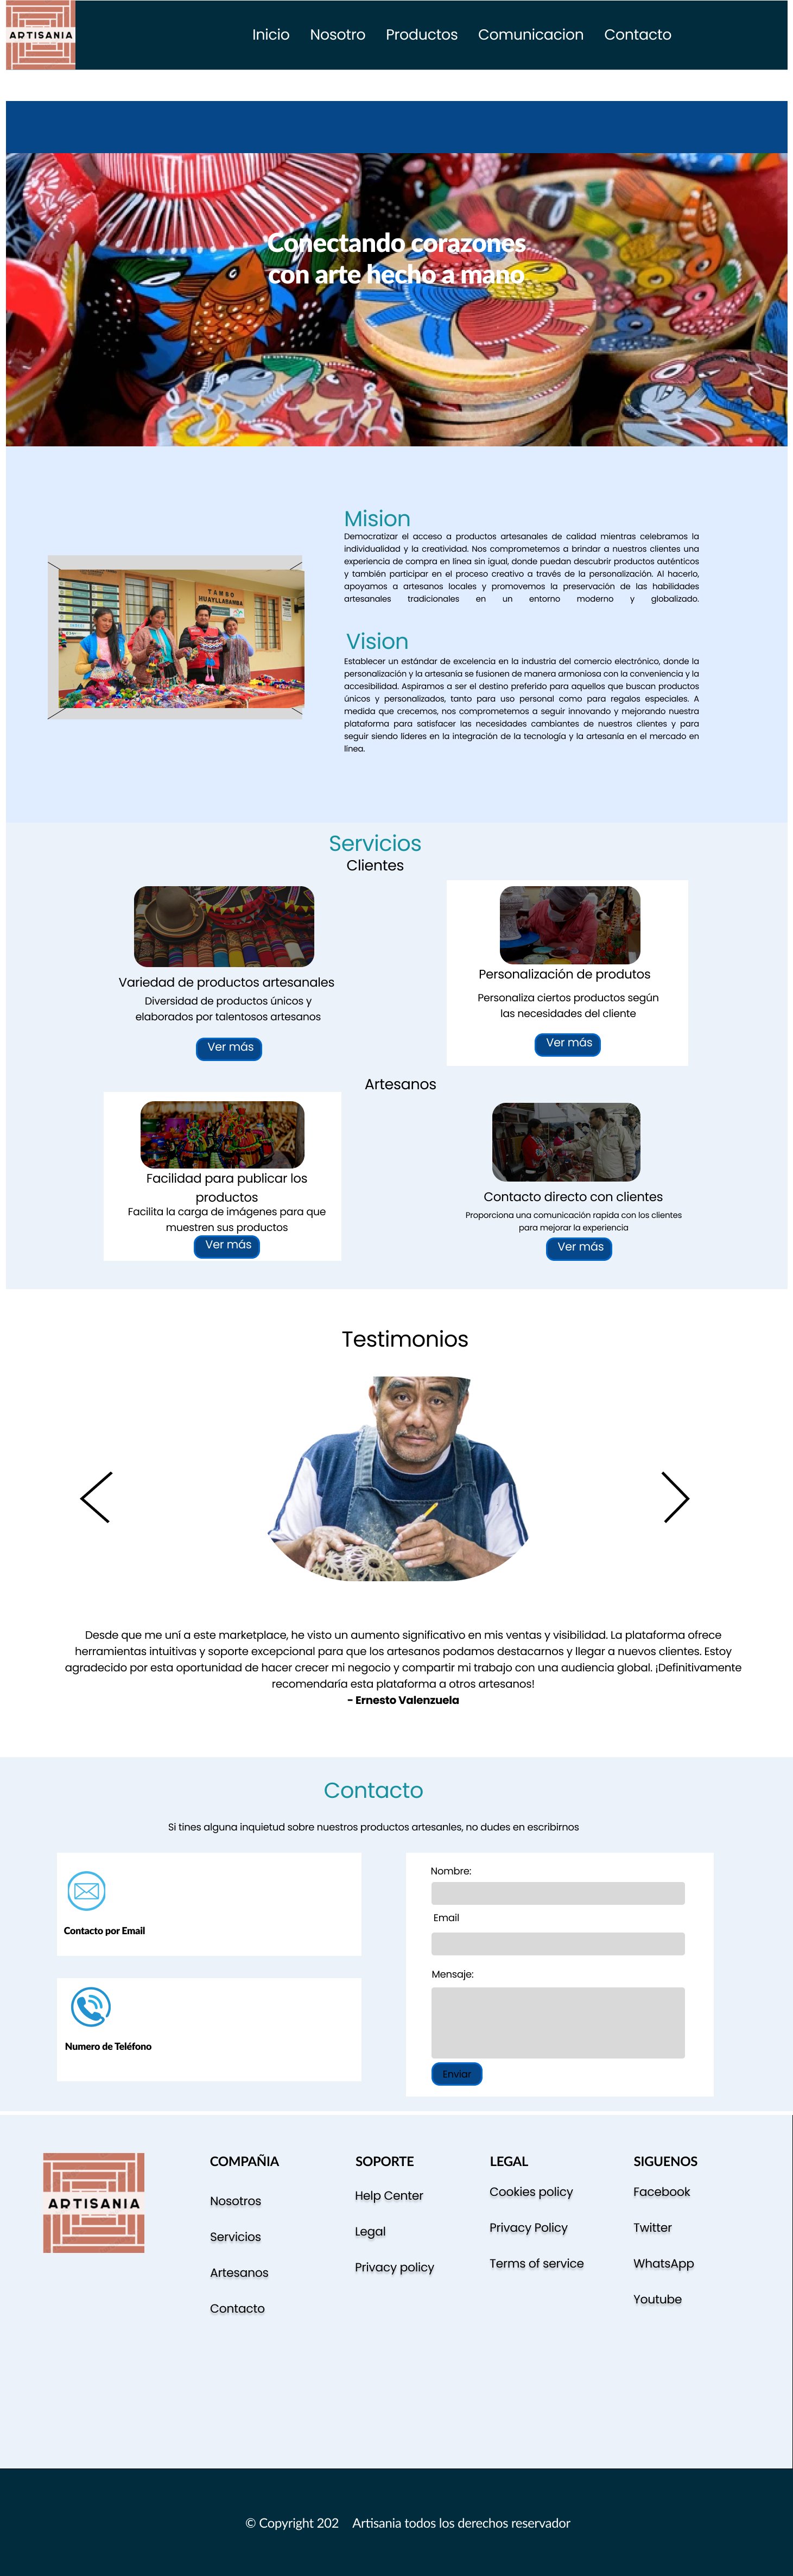 ARTISANIA
Inicio Nosotro Productos Comunicacion Contacto
Conectando corazones
con arte hecho a mano
Mision
Democratizar el acceso a productos artesanales de calidad mientras celebramos la
individualidad y la creatividad. Nos comprometemos a brindar a nuestros clientes una
experiencia de compra en línea sin igual, donde puedan descubrir productos auténticos
y también participar en el proceso creativo a través de la personalización. Al hacerlo,
apoyamos a artesanos locales y promovemos la preservación de las habilidades
artesanales tradicionales en un entorno moderno y globalizado.
TAMBO
HUAYLLABAMBA
Vision
Establecer un estándar de excelencia en la industria del comercio electrónico, donde la
personalización y la artesanía se fusionen de manera armoniosa con la conveniencia y la
accesibilidad. Aspiramos a ser el destino preferido para aquellos que buscan productos
únicos y personalizados, tanto para uso personal como para regalos especiales. A
medida que crecemos, nos comprometemos a seguir innovando y mejorando nuestra
plataforma para satisfacer las necesidades cambiantes de nuestros clientes y para
seguir siendo líderes en la integración de la tecnología y la artesanía en el mercado en
línea.
Servicios
Clientes
Variedad de productos artesanales
Diversidad de productos únicos y
elaborados por talentosos artesanos
Ver más
Personalización de produtos
Personaliza ciertos productos según
las necesidades del cliente
Ver más
Artesanos
Facilidad para publicar los
productos
Facilita la carga de imágenes para que
muestren sus productos
Ver más
Contacto directo con clientes
Proporciona una comunicación rapida con los clientes
para mejorar la experiencia
Ver más
Testimonios
Desde que me uní a este marketplace, he visto un aumento significativo en mis ventas y visibilidad. La plataforma ofrece
herramientas intuitivas y soporte excepcional para que los artesanos podamos destacarnos y llegar a nuevos clientes. Estoy
agradecido por esta oportunidad de hacer crecer mi negocio y compartir mi trabajo con una audiencia global. ¡Definitivamente
recomendaría esta plataforma a otros artesanos!
- Ernesto Valenzuela
Contacto
Si tines alguna inquietud sobre nuestros productos artesanles, no dudes en escribirnos
Contacto por Email
Numero de Teléfono
Nombre:
Email
Mensaje:
Enviar
ARTISANIA
COMPAÑIA
Nosotros
Servicios
Artesanos
Contacto
SOPORTE
Help Center
Legal
Privacy policy
LEGAL
Cookies policy
Privacy Policy
Terms of service
SIGUENOS
Facebook
Twitter
WhatsApp
Youtube
© Copyright 202 Artisania todos los derechos reservador